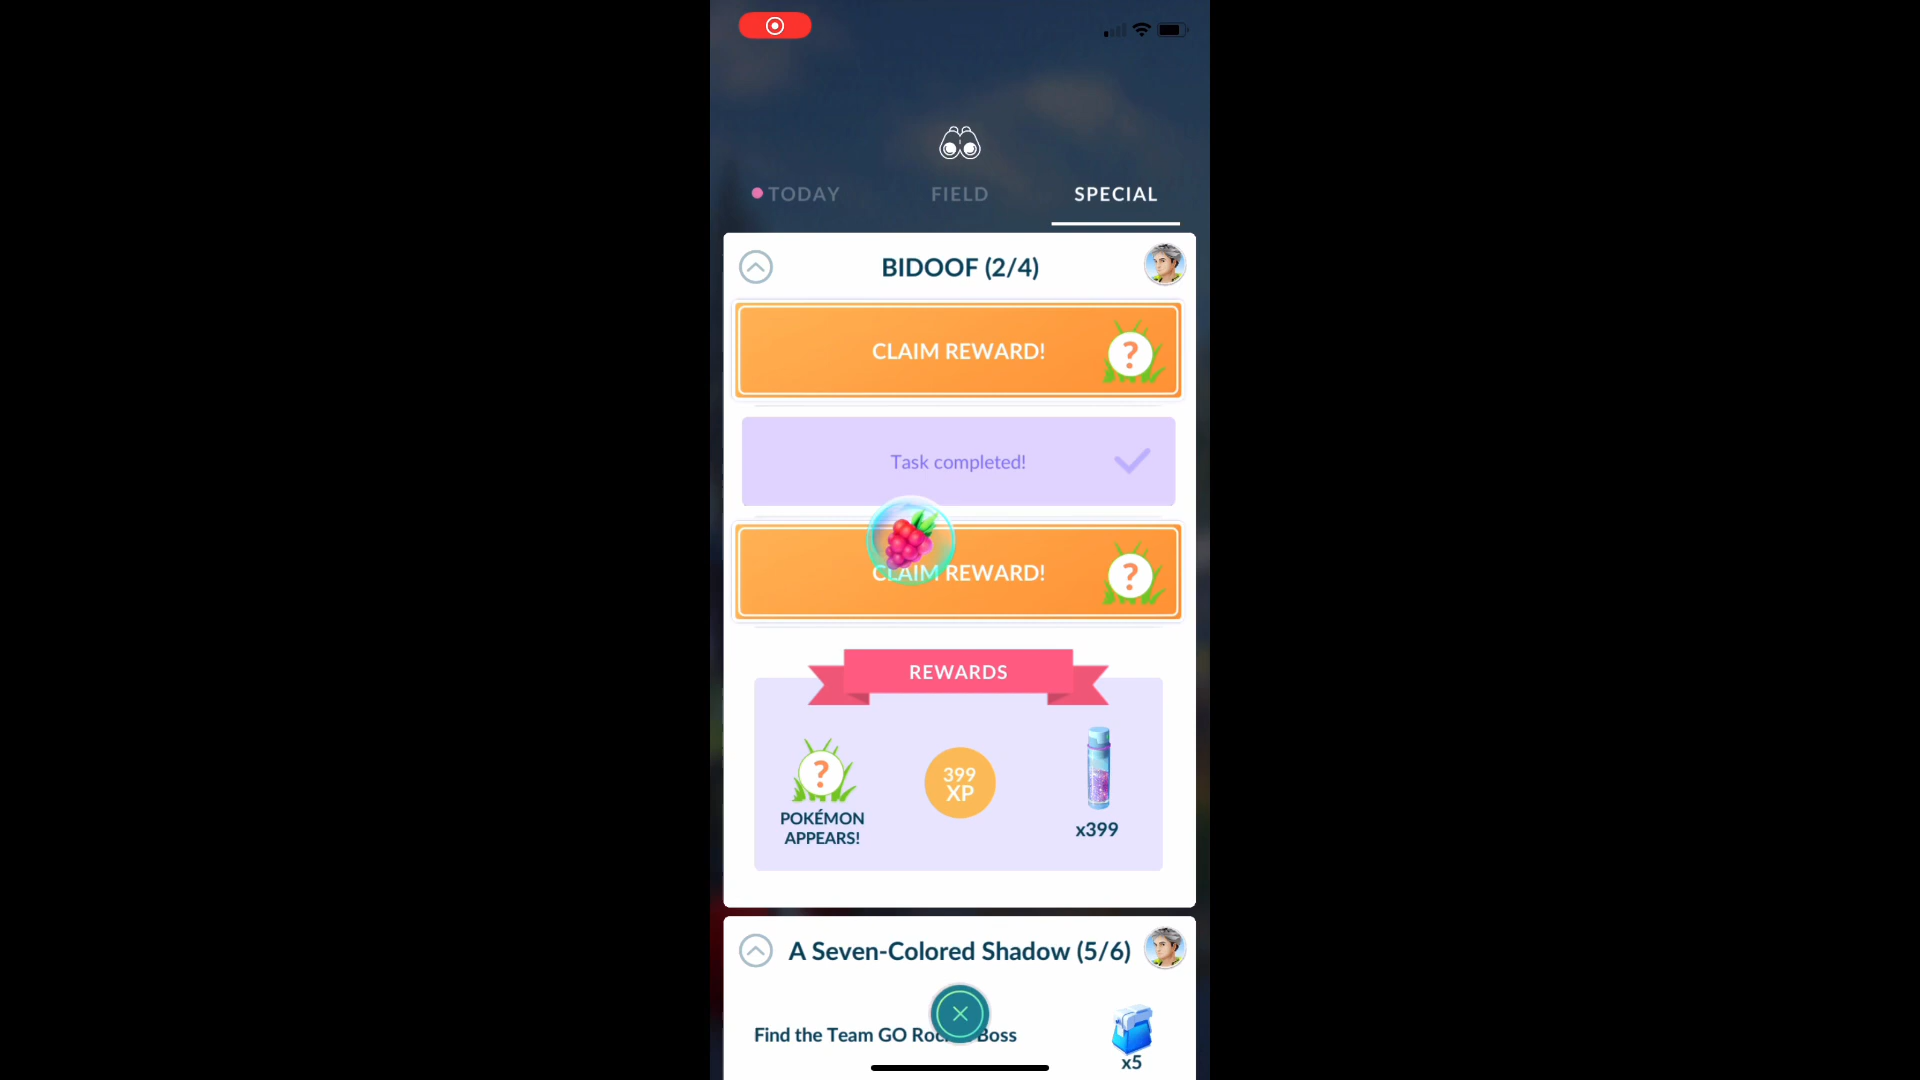 TODAY
FIELD
SPECIAL
BIDOOF (2/4)
CLAIM REWARD!
?
Task completed!
CLAIM REWARD!
?
REWARDS
?
POKÉMON
APPEARS!
399
XP
x399
A Seven-Colored Shadow (5/6)
Find the Team GO Boss
x5